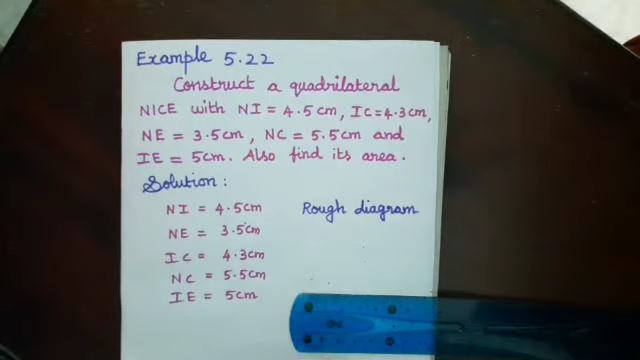 Example 5.22
Construct a quadrilateral
NICE with NI = 4.5cm, IC=4.3cm,
NE = 3.5cm, NC = 5.5cm and
IE = 5cm. Also find its area.
Solution:
NI = 4.5cm Rough diagram
NE = 3.5cm
IC = 4.3cm
NC = 5.5cm
IE = 5cm